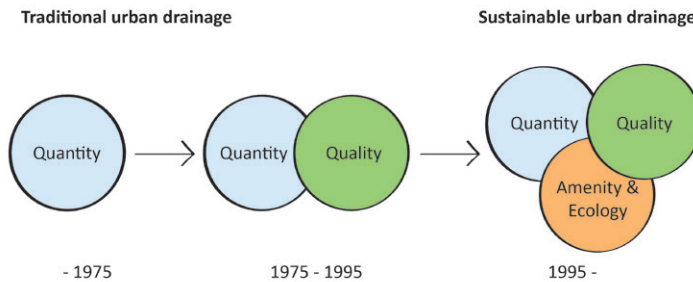 Traditional urban drainage
Sustainable urban drainage
Quantity
Quantity
Quality
Quantity
Quality
Amenity &
Ecology
- 1975
1975 - 1995
1995 -